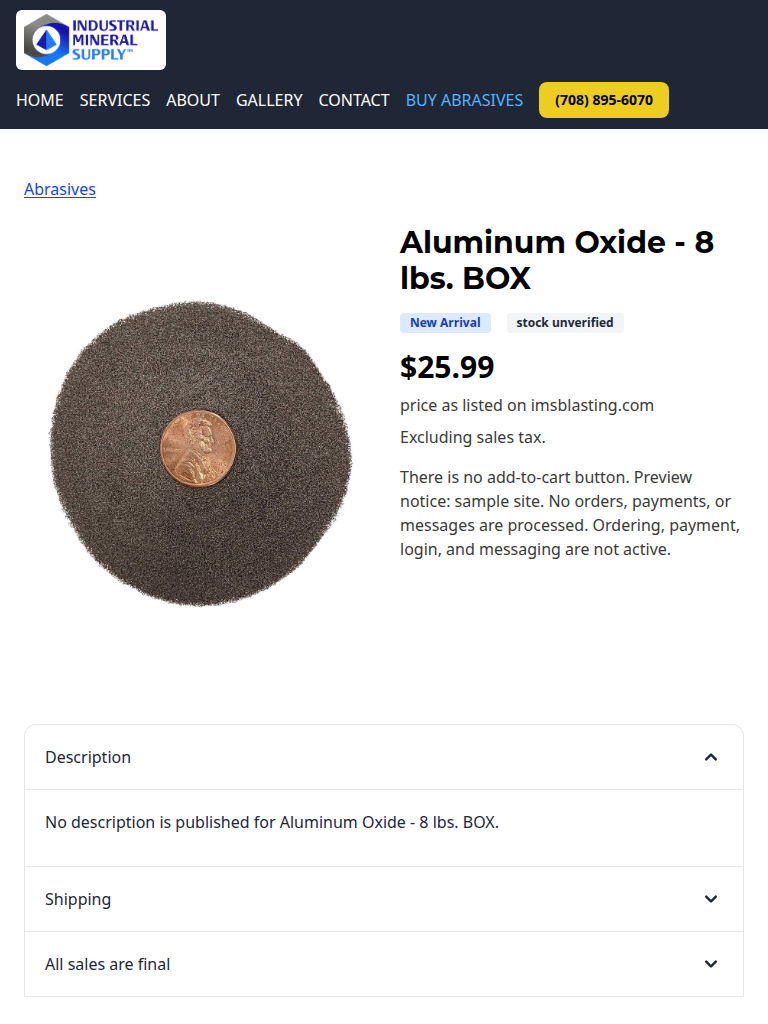 INDUSTRIAL
MINERAL
SUPPLY™
HOME SERVICES ABOUT GALLERY CONTACT BUY ABRASIVES (708) 895-6070
Abrasives
Aluminum Oxide - 8
lbs. BOX
New Arrival stock unverified
$25.99
price as listed on imsblasting.com
Excluding sales tax.
There is no add-to-cart button. Preview
notice: sample site. No orders, payments, or
messages are processed. Ordering, payment,
login, and messaging are not active.
Description
No description is published for Aluminum Oxide - 8 lbs. BOX.
Shipping
All sales are final